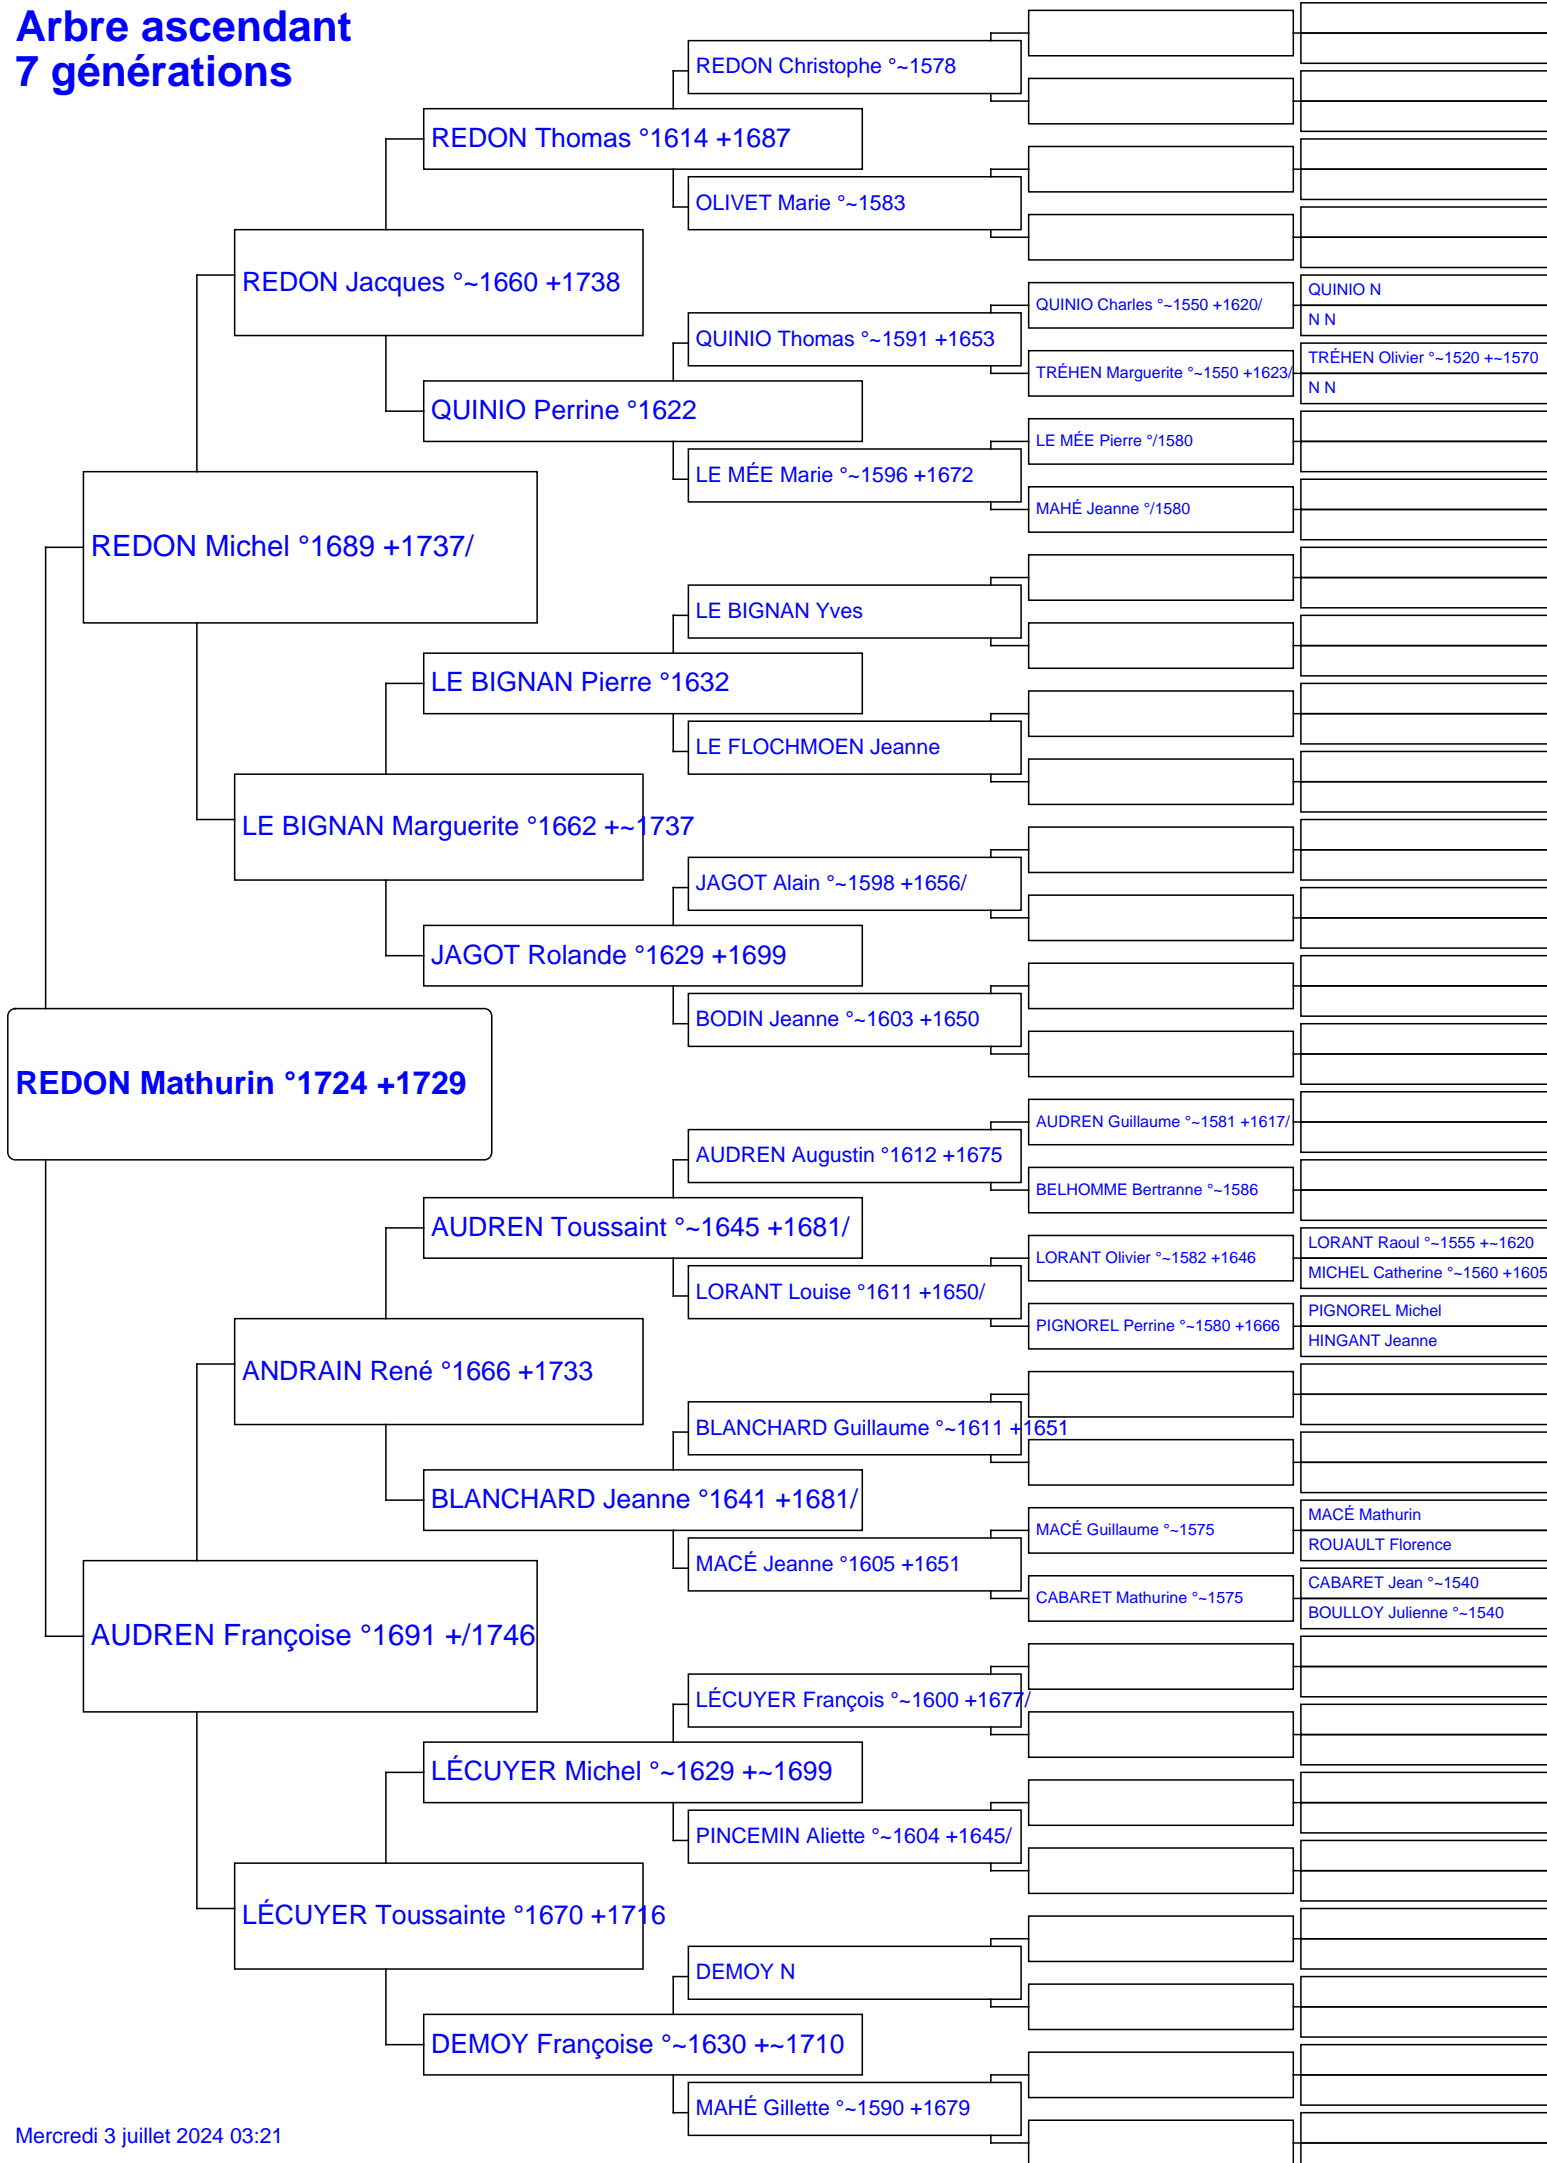 Arbre ascendant
7 générations
REDON Christophe °~1578
REDON Thomas °1614 +1687
OLIVET Marie °~1583
REDON Jacques °~1660 +1738
QUINIO N
QUINIO Charles °~1550 +1620/
N N
QUINIO Thomas °~1591 +1653
TRÉHEN Olivier °~1520 +~1570
TRÉHEN Marguerite °~1550 +1623/
N N
QUINIO Perrine °1622
LE MÉE Pierre °/1580
LE MÉE Marie °~1596 +1672
MAHÉ Jeanne °/1580
REDON Michel °1689 +1737/
LE BIGNAN Yves
LE BIGNAN Pierre °1632
LE FLOCHMOEN Jeanne
LE BIGNAN Marguerite °1662 +~1737
JAGOT Alain °~1598 +1656/
JAGOT Rolande °1629 +1699
BODIN Jeanne °~1603 +1650
REDON Mathurin °1724 +1729
AUDREN Guillaume °~1581 +1617/
AUDREN Augustin °1612 +1675
BELHOMME Bertranne °~1586
AUDREN Toussaint °~1645 +1681/
LORANT Raoul °~1555 +~1620
LORANT Olivier °~1582 +1646
MICHEL Catherine °~1560 +1605
LORANT Louise °1611 +1650/
PIGNOREL Michel
PIGNOREL Perrine °~1580 +1666
HINGANT Jeanne
ANDRAIN René °1666 +1733
BLANCHARD Guillaume °~1611 +1651
BLANCHARD Jeanne °1641 +1681/
MACÉ Mathurin
MACÉ Guillaume °~1575
ROUAULT Florence
MACÉ Jeanne °1605 +1651
CABARET Jean °~1540
CABARET Mathurine °~1575
BOULLOY Julienne °~1540
AUDREN Françoise °1691 +/1746
LÉCUYER François °~1600 +1677/
LÉCUYER Michel °~1629 +~1699
PINCEMIN Aliette °~1604 +1645/
LÉCUYER Toussainte °1670 +1716
DEMOY N
DEMOY Françoise °~1630 +~1710
MAHÉ Gillette °~1590 +1679
Mercredi 3 juillet 2024 03:21